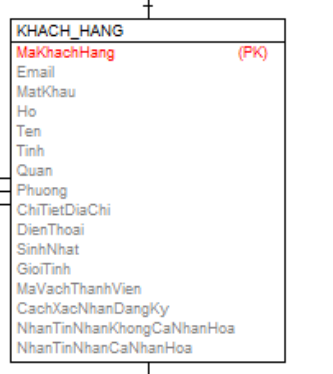 KHACH_HANG
MaKhachHang (PK)
Email
MatKhau
Ho
Ten
Tinh
Quan
Phuong
ChiTietDiaChi
DienThoai
SinhNhat
GioiTinh
MaVachThanhVien
CachXacNhanDangKy
NhanTinNhanKhongCaNhanHoa
NhanTinNhanCaNhanHoa